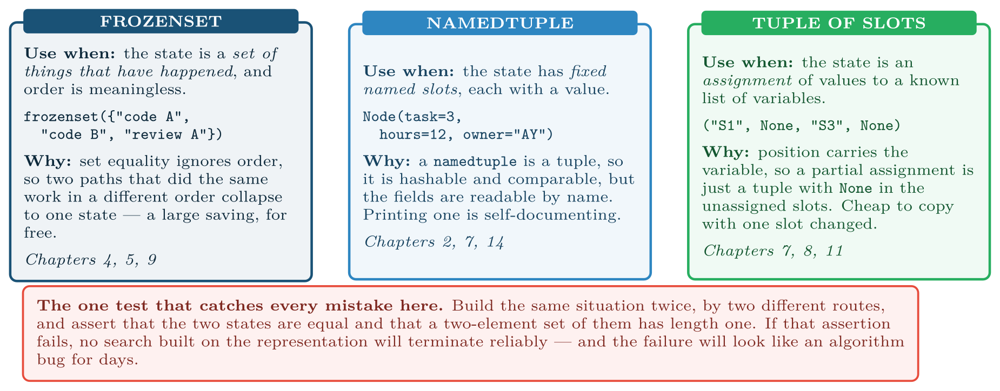 FROZENSET
Use when: the state is a set of
things that have happened, and
order is meaningless.
frozenset({"code A",
"code B", "review A"})
Why: set equality ignores order,
so two paths that did the same
work in a different order collapse
to one state — a large saving, for
free.
Chapters 4, 5, 9
NAMEDTUPLE
Use when: the state has fixed
named slots, each with a value.
Node(task=3,
hours=12, owner="AY")
Why: a namedtuple is a tuple, so
it is hashable and comparable, but
the fields are readable by name.
Printing one is self-documenting.
Chapters 2, 7, 14
TUPLE OF SLOTS
Use when: the state is an
assignment of values to a known
list of variables.
("S1", None, "S3", None)
Why: position carries the
variable, so a partial assignment is
just a tuple with None in the
unassigned slots. Cheap to copy
with one slot changed.
Chapters 7, 8, 11
The one test that catches every mistake here. Build the same situation twice, by two different routes,
and assert that the two states are equal and that a two-element set of them has length one. If that assertion
fails, no search built on the representation will terminate reliably — and the failure will look like an algorithm
bug for days.